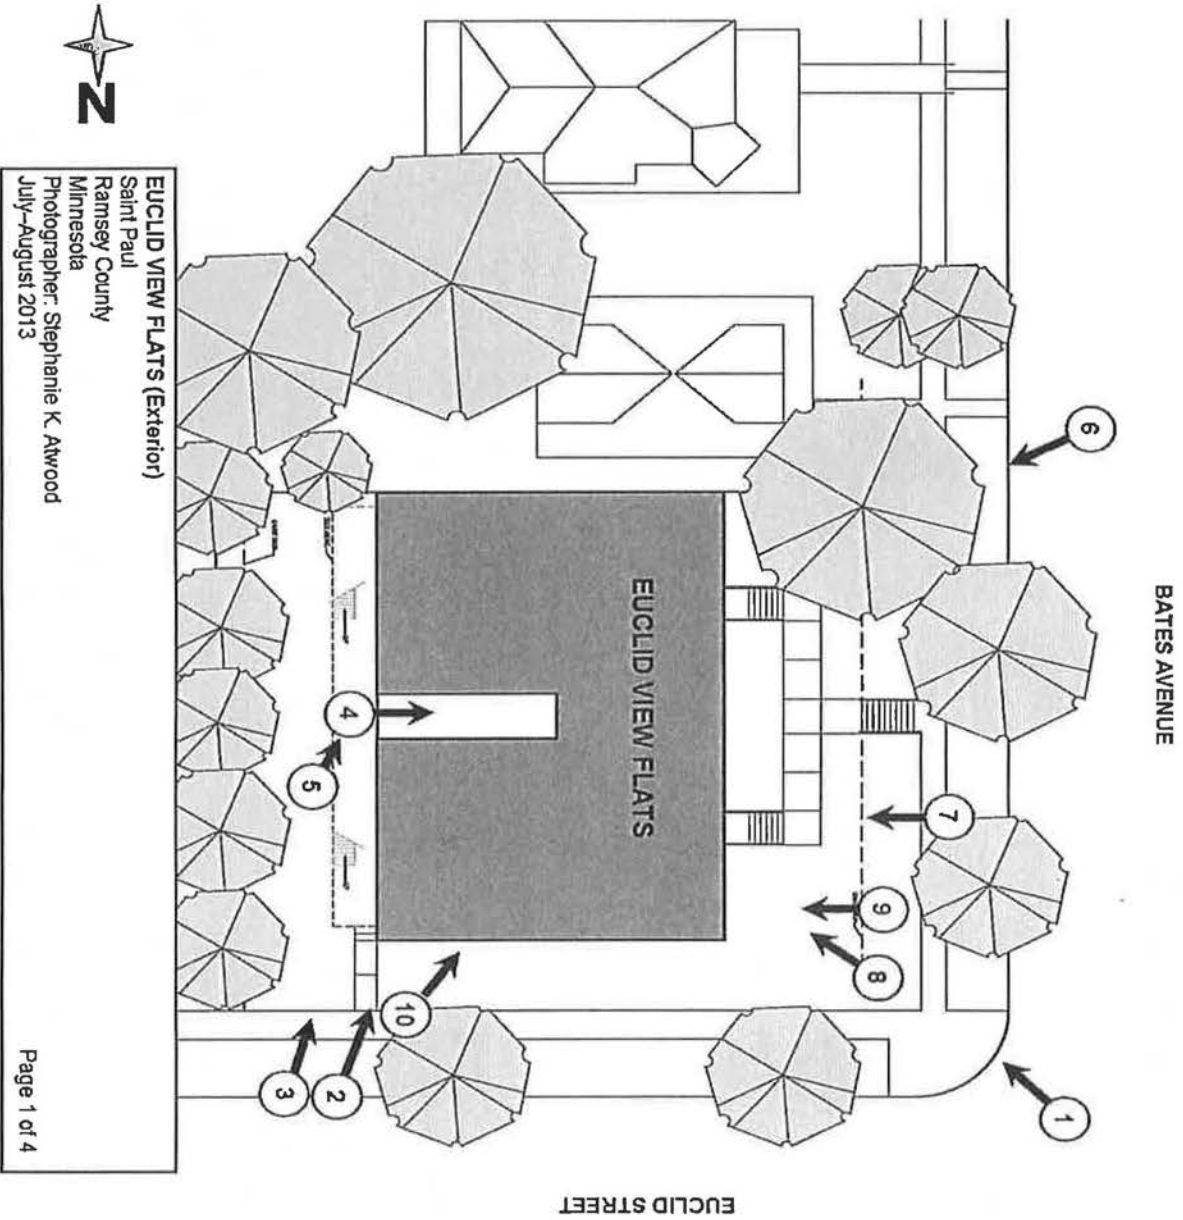 BATES AVENUE
EUCLID STREET
EUCLID VIEW FLATS
1
2
3
4
5
6
7
8
9
10
N
EUCLID VIEW FLATS (Exterior)
Saint Paul
Ramsey County
Minnesota
Photographer: Stephanie K. Atwood
July–August 2013
Page 1 of 4